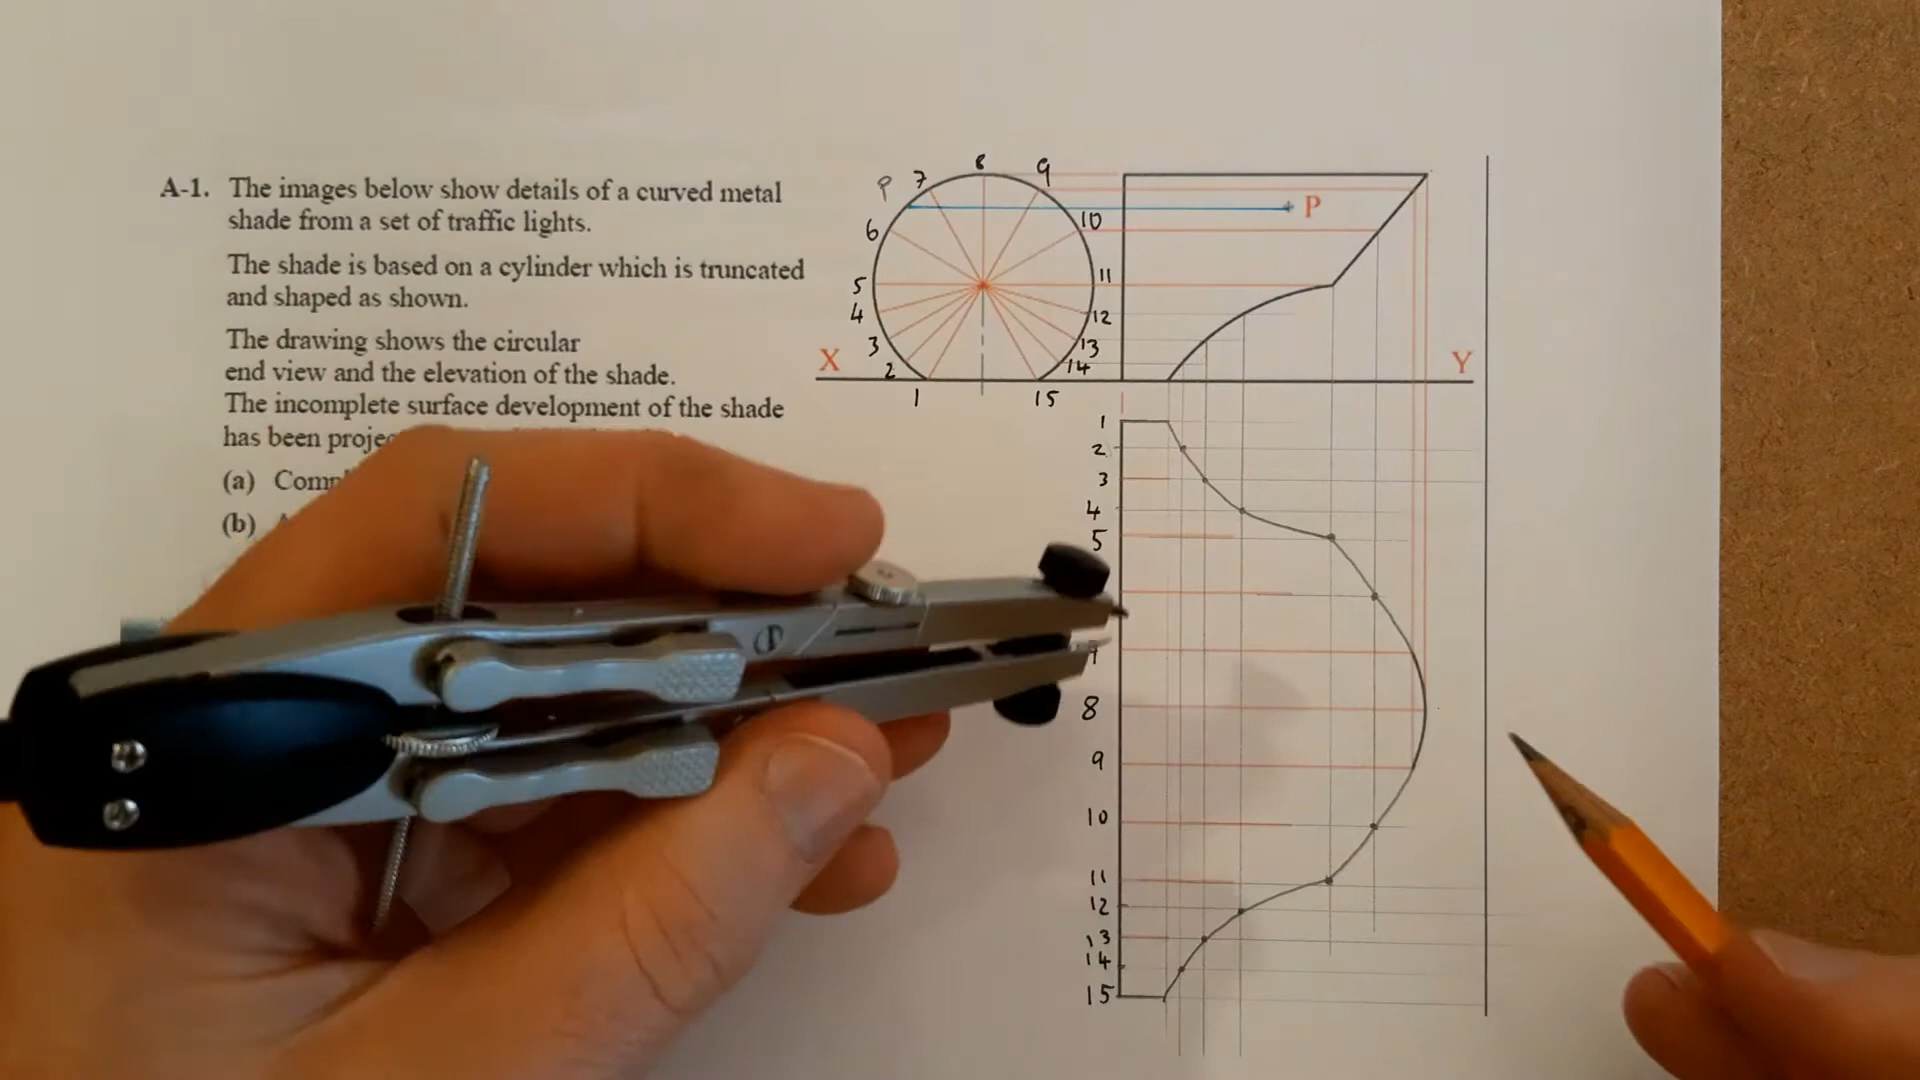 A-1. The images below show details of a curved metal
shade from a set of traffic lights.
The shade is based on a cylinder which is truncated
and shaped as shown.
The drawing shows the circular
end view and the elevation of the shade.
The incomplete surface development of the shade
has been
(a)
(b)
8
7 9
P
6 10
5 11
4 12
3 13
2 14
1 15
P
X Y
1
2
3
4
5
7
8
9
10
11
12
13
14
15